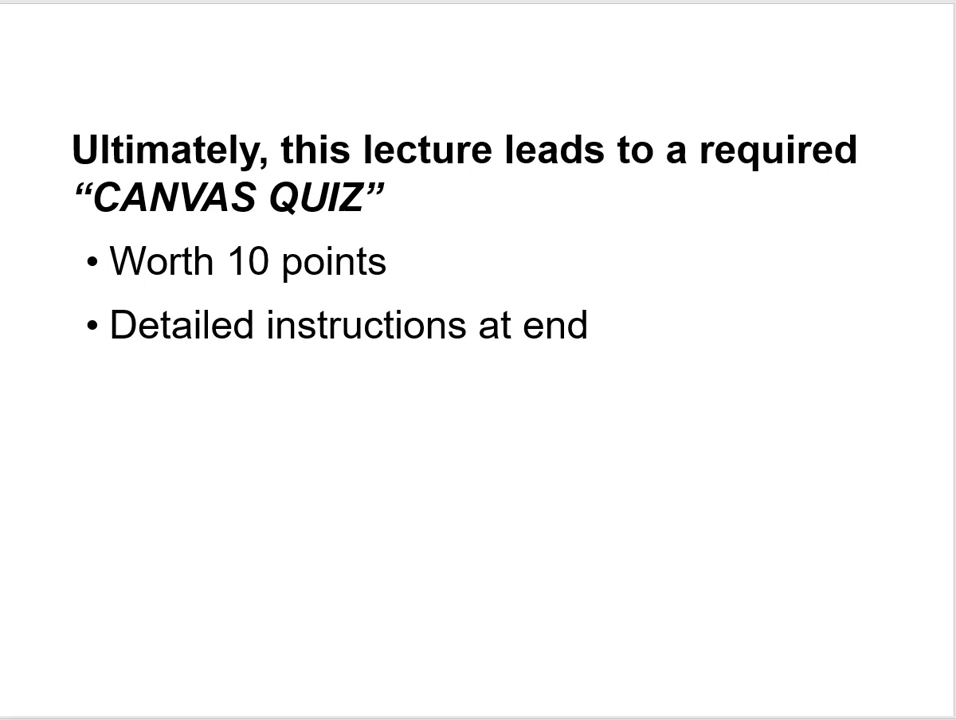 Ultimately, this lecture leads to a required
“CANVAS QUIZ”
• Worth 10 points
• Detailed instructions at end